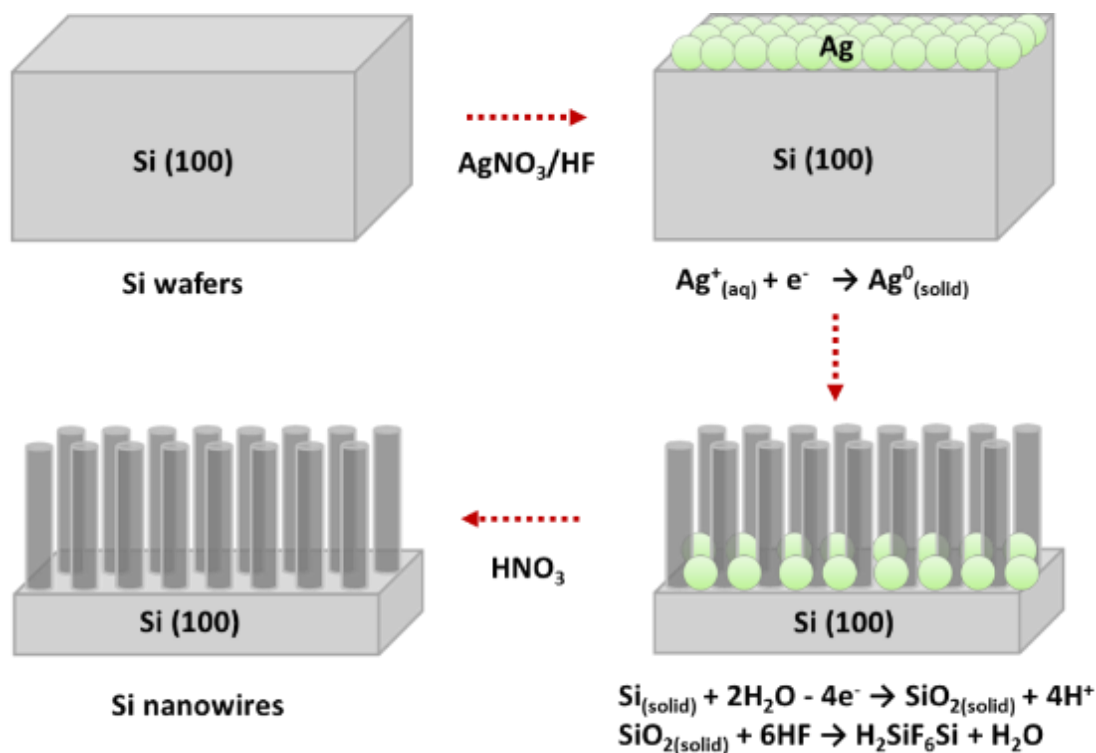 Ag
Si (100)
AgNO₃/HF
Si (100)
Si wafers
Ag⁺(aq) + e⁻ → Ag⁰(solid)
HNO₃
Si (100)
Si (100)
Si nanowires
Si(solid) + 2H₂O - 4e⁻ → SiO₂(solid) + 4H⁺
SiO₂(solid) + 6HF → H₂SiF₆Si + H₂O